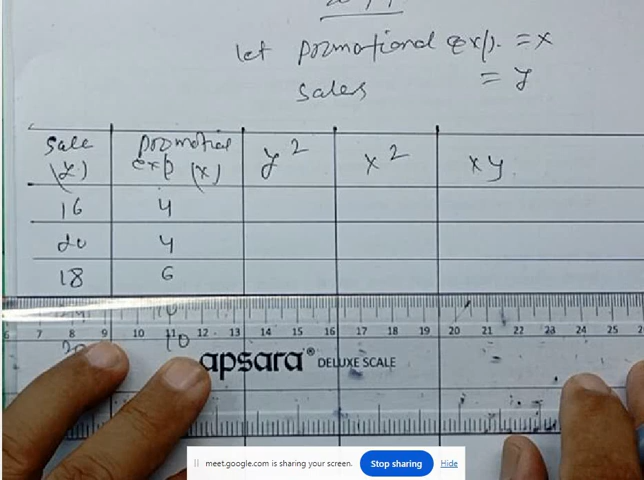 let promotional exp. = x
Sales = y
Sale (y) promotial exp (x) y² x² xy
16 4
20 4
18 6
10
6 7 8 9 10 11 12 13 14 15 16 17 18 19 20 21 22 23 24 25
10
apsara® DELUXE SCALE
meet.google.com is sharing your screen. Stop sharing Hide